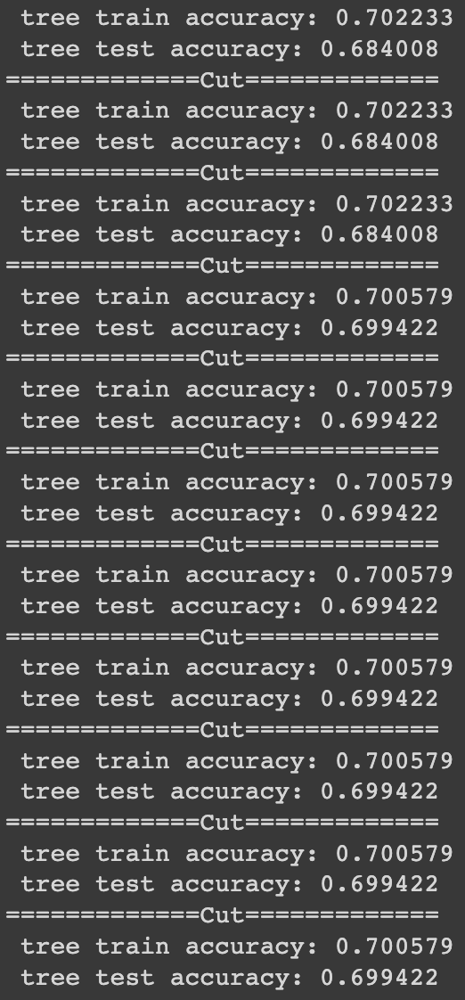 tree train accuracy: 0.702233
tree test accuracy: 0.684008
=============Cut=============
tree train accuracy: 0.702233
tree test accuracy: 0.684008
=============Cut=============
tree train accuracy: 0.702233
tree test accuracy: 0.684008
=============Cut=============
tree train accuracy: 0.700579
tree test accuracy: 0.699422
=============Cut=============
tree train accuracy: 0.700579
tree test accuracy: 0.699422
=============Cut=============
tree train accuracy: 0.700579
tree test accuracy: 0.699422
=============Cut=============
tree train accuracy: 0.700579
tree test accuracy: 0.699422
=============Cut=============
tree train accuracy: 0.700579
tree test accuracy: 0.699422
=============Cut=============
tree train accuracy: 0.700579
tree test accuracy: 0.699422
=============Cut=============
tree train accuracy: 0.700579
tree test accuracy: 0.699422
=============Cut=============
tree train accuracy: 0.700579
tree test accuracy: 0.699422